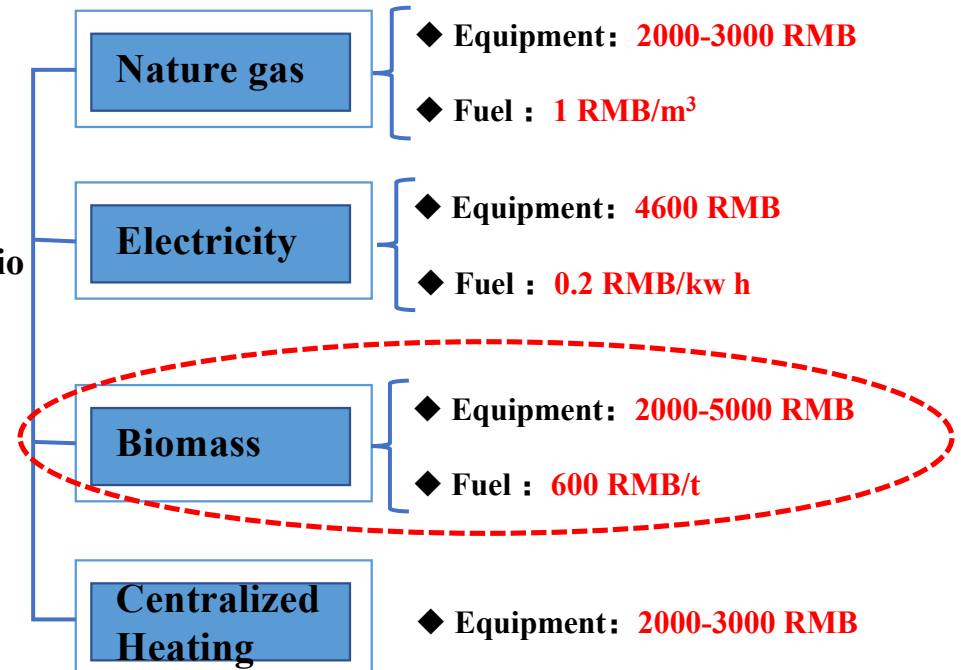 Nature gas
◆ Equipment：2000-3000 RMB
◆ Fuel ：1 RMB/m³
io
Electricity
◆ Equipment：4600 RMB
◆ Fuel ：0.2 RMB/kw h
Biomass
◆ Equipment：2000-5000 RMB
◆ Fuel ：600 RMB/t
Centralized
Heating
◆ Equipment：2000-3000 RMB